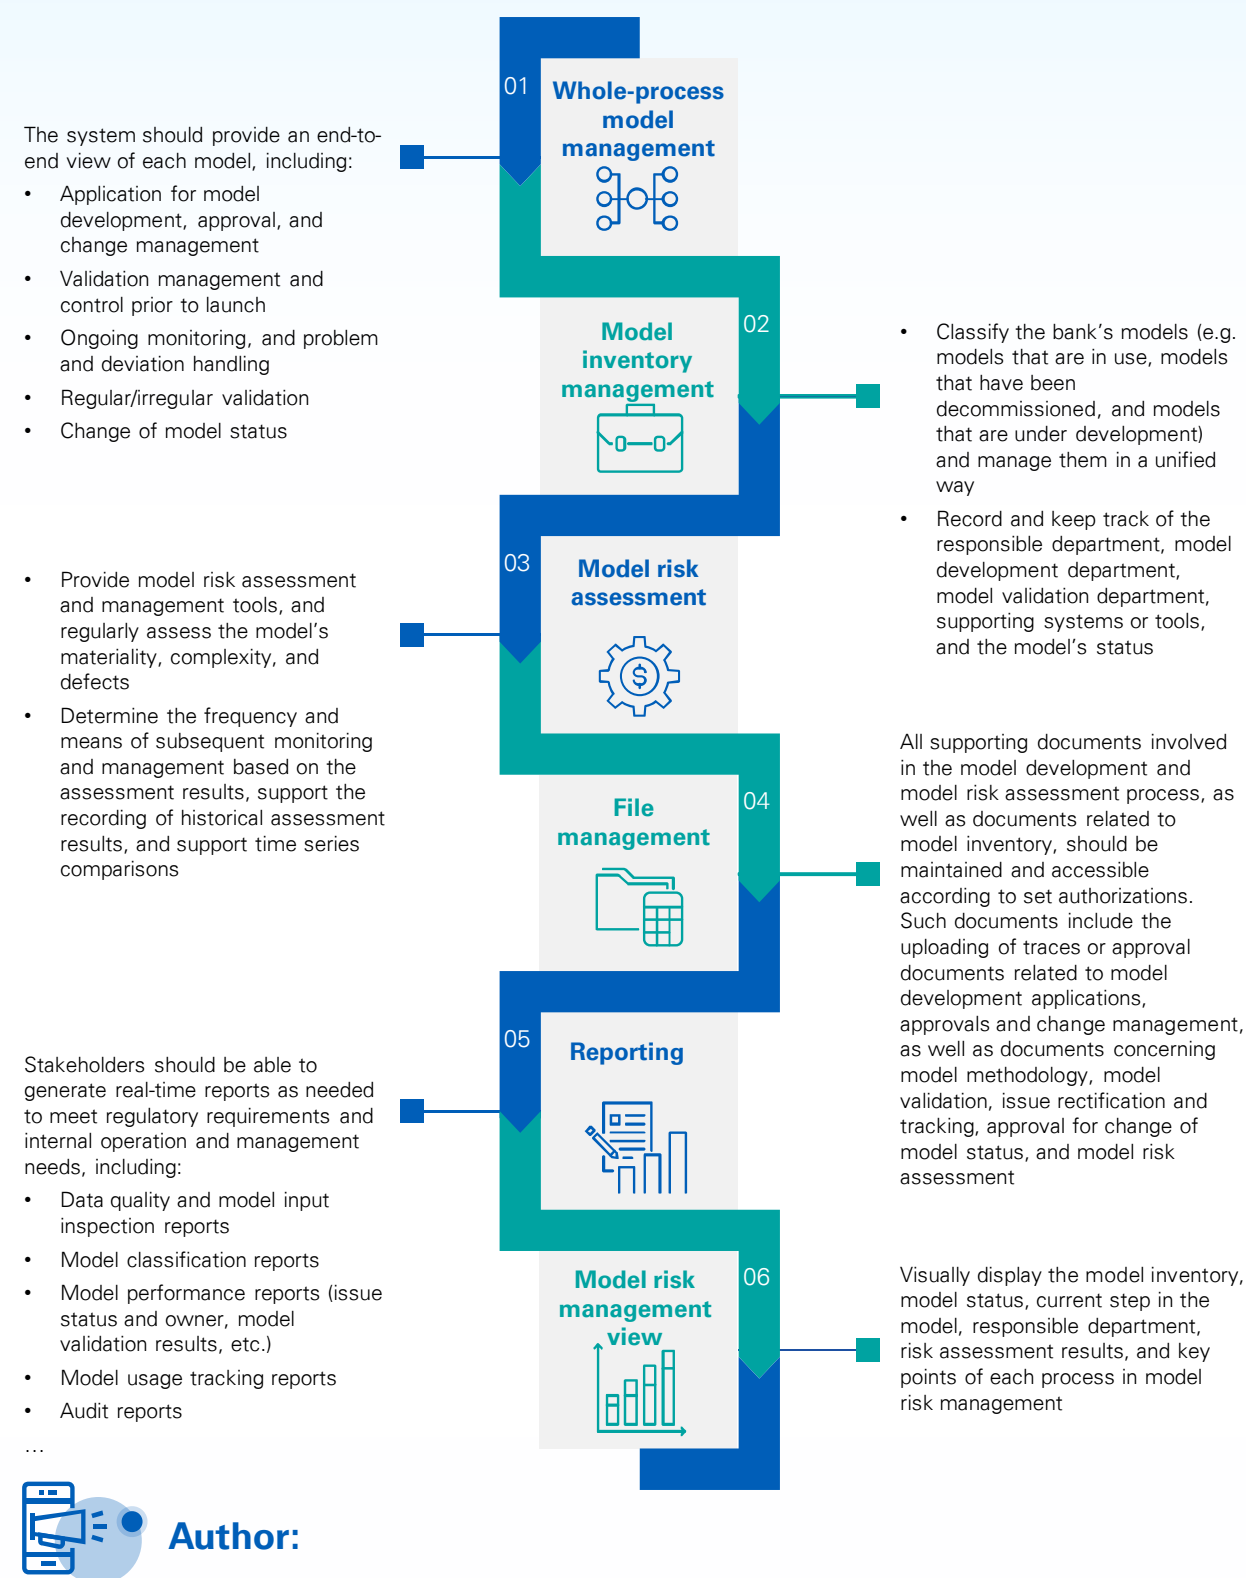 01
Whole-process
model
management
The system should provide an end-to-
end view of each model, including:
• Application for model
development, approval, and
change management
• Validation management and
control prior to launch
• Ongoing monitoring, and problem
and deviation handling
• Regular/irregular validation
• Change of model status
02
Model
inventory
management
• Classify the bank's models (e.g.
models that are in use, models
that have been
decommissioned, and models
that are under development)
and manage them in a unified
way
• Record and keep track of the
responsible department, model
development department,
model validation department,
supporting systems or tools,
and the model's status
03
Model risk
assessment
$
• Provide model risk assessment
and management tools, and
regularly assess the model's
materiality, complexity, and
defects
• Determine the frequency and
means of subsequent monitoring
and management based on the
assessment results, support the
recording of historical assessment
results, and support time series
comparisons
04
File
management
All supporting documents involved
in the model development and
model risk assessment process, as
well as documents related to
model inventory, should be
maintained and accessible
according to set authorizations.
Such documents include the
uploading of traces or approval
documents related to model
development applications,
approvals and change management,
as well as documents concerning
model methodology, model
validation, issue rectification and
tracking, approval for change of
model status, and model risk
assessment
05
Reporting
Stakeholders should be able to
generate real-time reports as needed
to meet regulatory requirements and
internal operation and management
needs, including:
• Data quality and model input
inspection reports
• Model classification reports
• Model performance reports (issue
status and owner, model
validation results, etc.)
• Model usage tracking reports
• Audit reports
…
06
Model risk
management
view
Visually display the model inventory,
model status, current step in the
model, responsible department,
risk assessment results, and key
points of each process in model
risk management
Author: